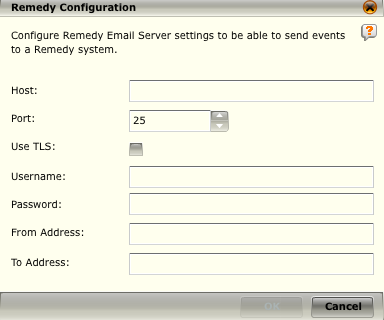 Remedy Configuration
Configure Remedy Email Server settings to be able to send events
to a Remedy system.
?
Host:
Port:
25
Use TLS:
Username:
Password:
From Address:
To Address:
OK
Cancel